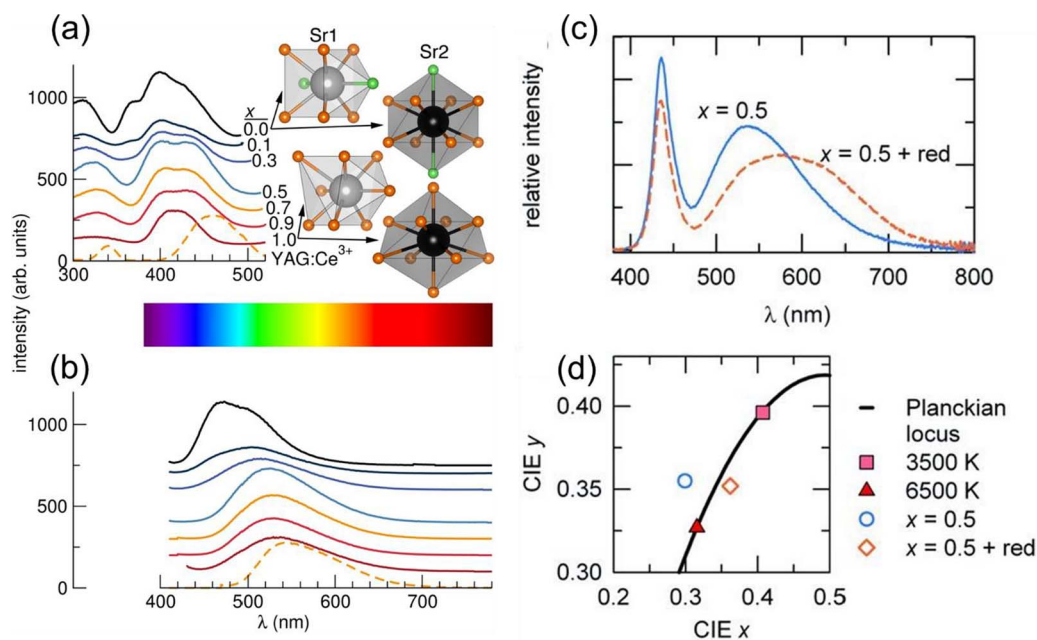 (a)
Sr1
Sr2
x
0.0
0.1
0.3
0.5
0.7
0.9
1.0
YAG:Ce³⁺
1000
500
0
300
400
500
intensity (arb. units)
(b)
1000
500
0
400
500
600
700
λ (nm)
(c)
relative intensity
x = 0.5
x = 0.5 + red
400
500
600
700
800
λ (nm)
(d)
CIE y
0.40
0.35
0.30
0.2
0.3
0.4
0.5
CIE x
Planckian
locus
3500 K
6500 K
x = 0.5
x = 0.5 + red